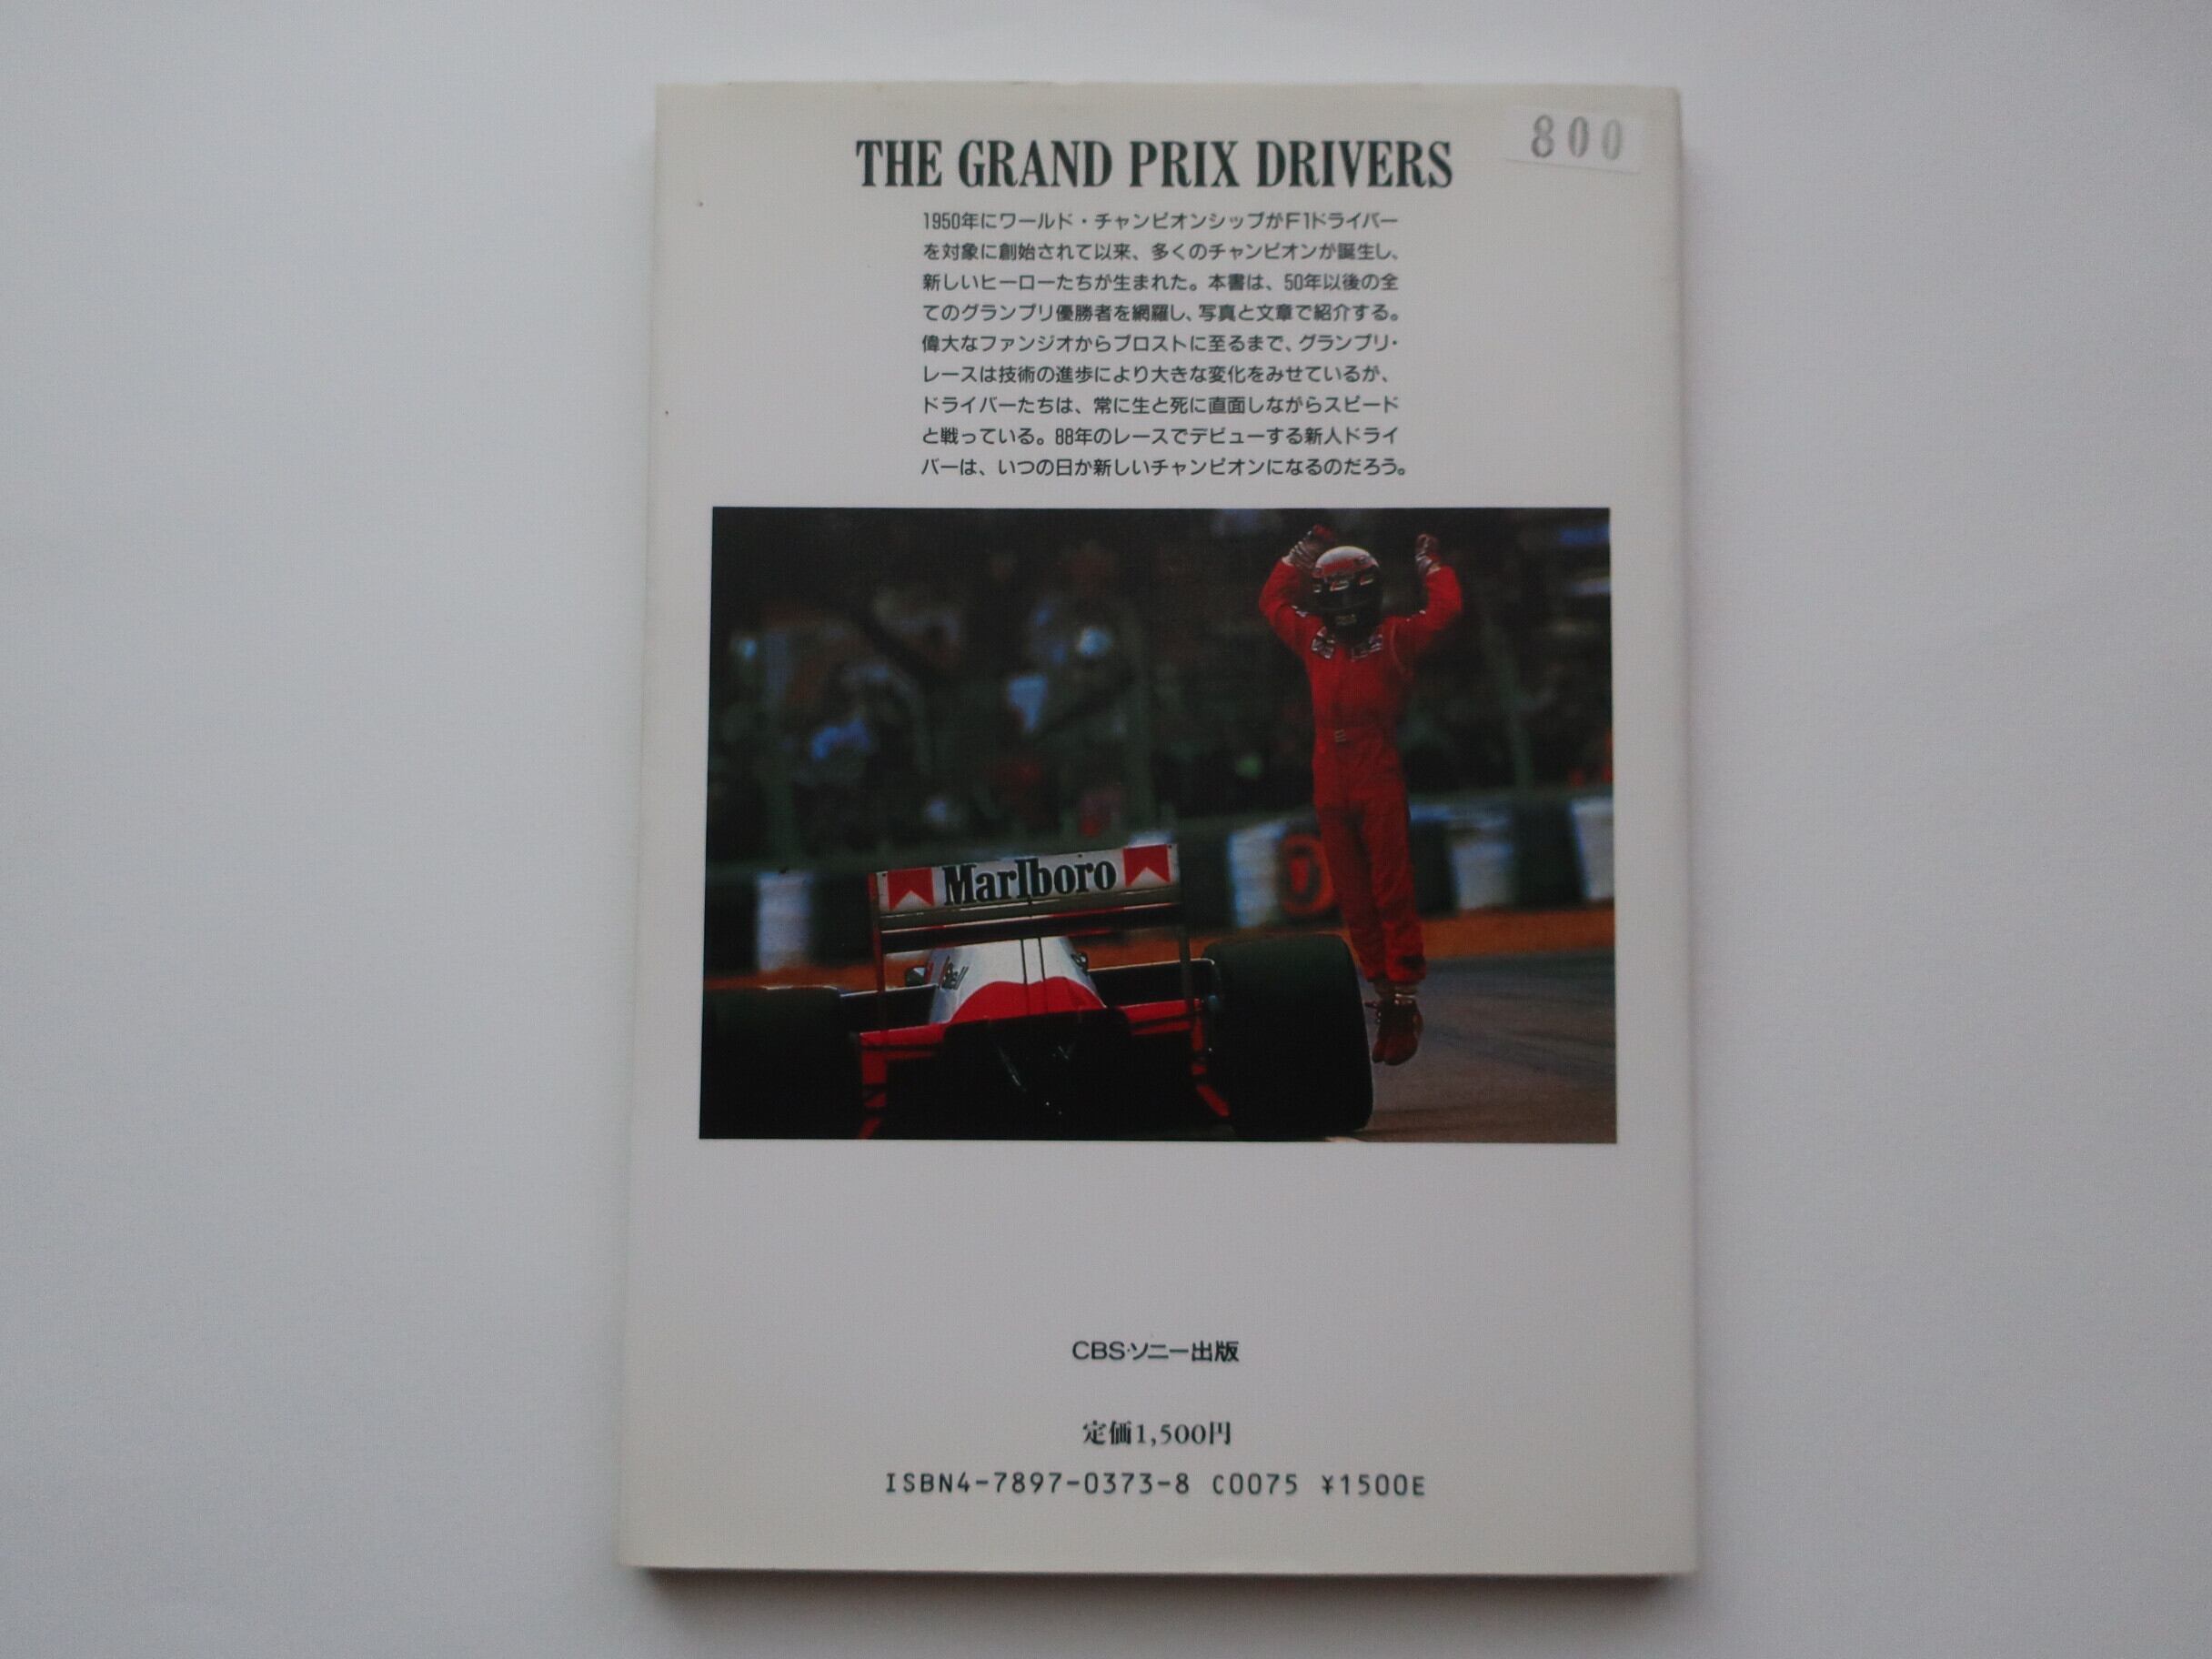 THE GRAND PRIX DRIVERS
800
1950年にワールド・チャンピオンシップがF1ドライバー
を対象に創始されて以来、多くのチャンピオンが誕生し、
新しいヒーローたちが生まれた。本書は、50年以後の全
てのグランプリ優勝者を網羅し、写真と文章で紹介する。
偉大なファンジオからプロストに至るまで、グランプリ・
レースは技術の進歩により大きな変化をみせているが、
ドライバーたちは、常に生と死に直面しながらスピード
と戦っている。88年のレースでデビューする新人ドライ
バーは、いつの日か新しいチャンピオンになるのだろう。
Marlboro
Shell
CBS・ソニー出版
定価1,500円
ISBN4-7897-0373-8 C0075 ¥1500E